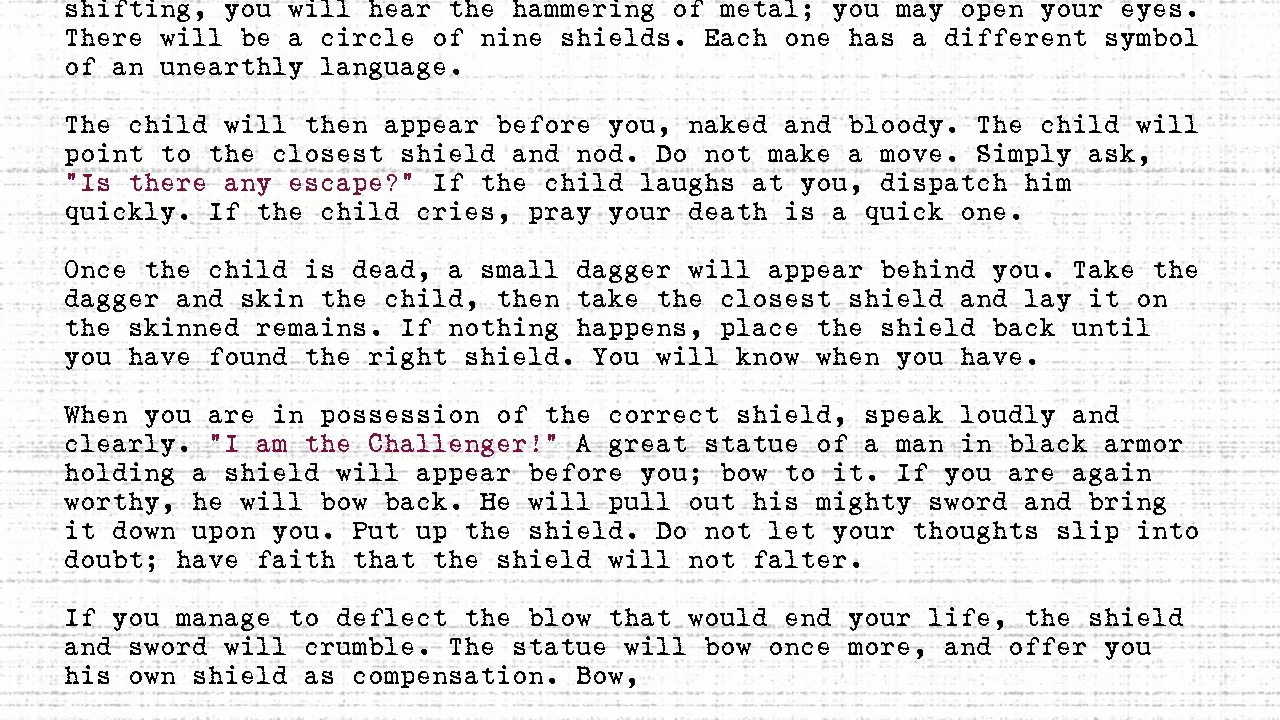 shifting, you will hear the hammering of metal; you may open your eyes.
There will be a circle of nine shields. Each one has a different symbol
of an unearthly language.
The child will then appear before you, naked and bloody. The child will
point to the closest shield and nod. Do not make a move. Simply ask,
"Is there any escape?" If the child laughs at you, dispatch him
quickly. If the child cries, pray your death is a quick one.
Once the child is dead, a small dagger will appear behind you. Take the
dagger and skin the child, then take the closest shield and lay it on
the skinned remains. If nothing happens, place the shield back until
you have found the right shield. You will know when you have.
When you are in possession of the correct shield, speak loudly and
clearly. "I am the Challenger!" A great statue of a man in black armor
holding a shield will appear before you; bow to it. If you are again
worthy, he will bow back. He will pull out his mighty sword and bring
it down upon you. Put up the shield. Do not let your thoughts slip into
doubt; have faith that the shield will not falter.
If you manage to deflect the blow that would end your life, the shield
and sword will crumble. The statue will bow once more, and offer you
his own shield as compensation. Bow,